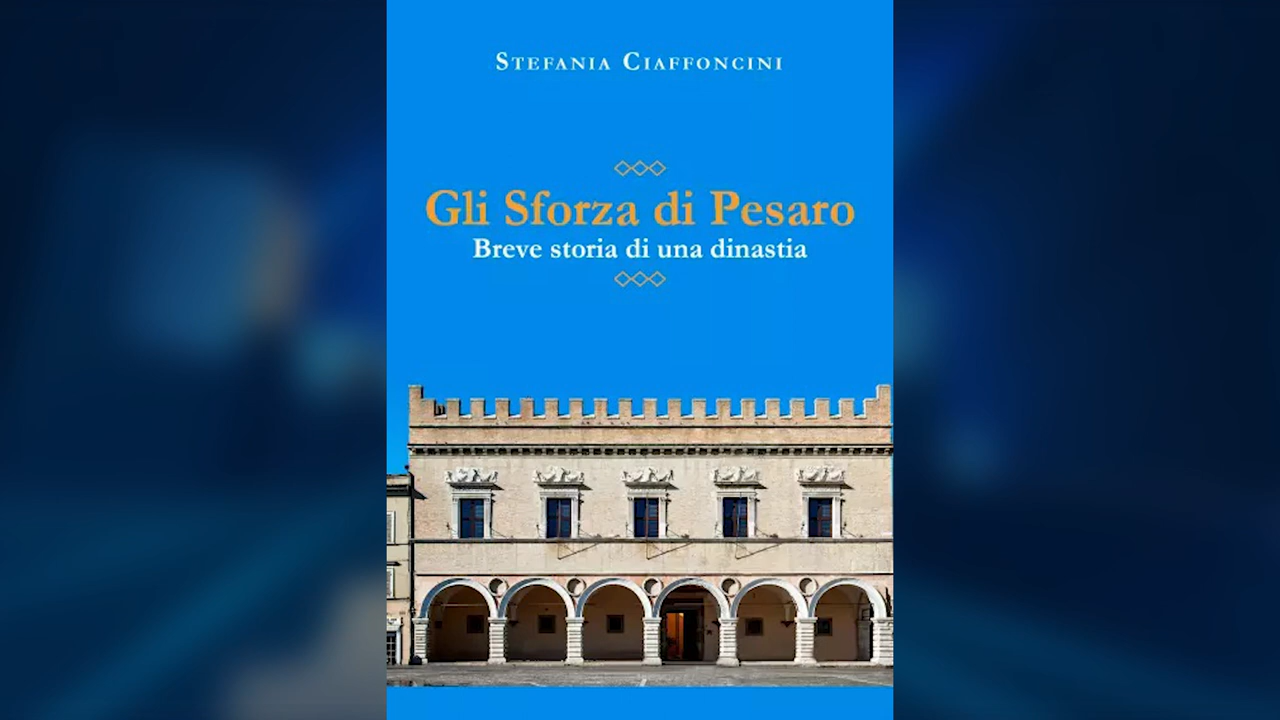 Stefania Ciaffoncini
Gli Sforza di Pesaro
Breve storia di una dinastia